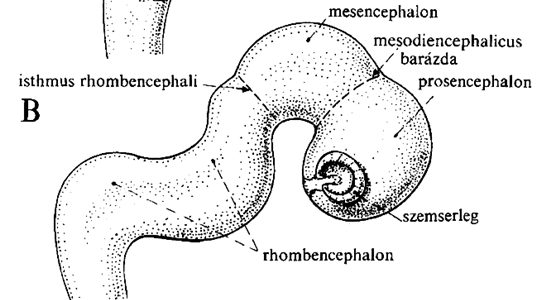 mesencephalon
mesodiencephalicus
barázda
isthmus rhombencephali
prosencephalon
B
szemserleg
rhombencephalon